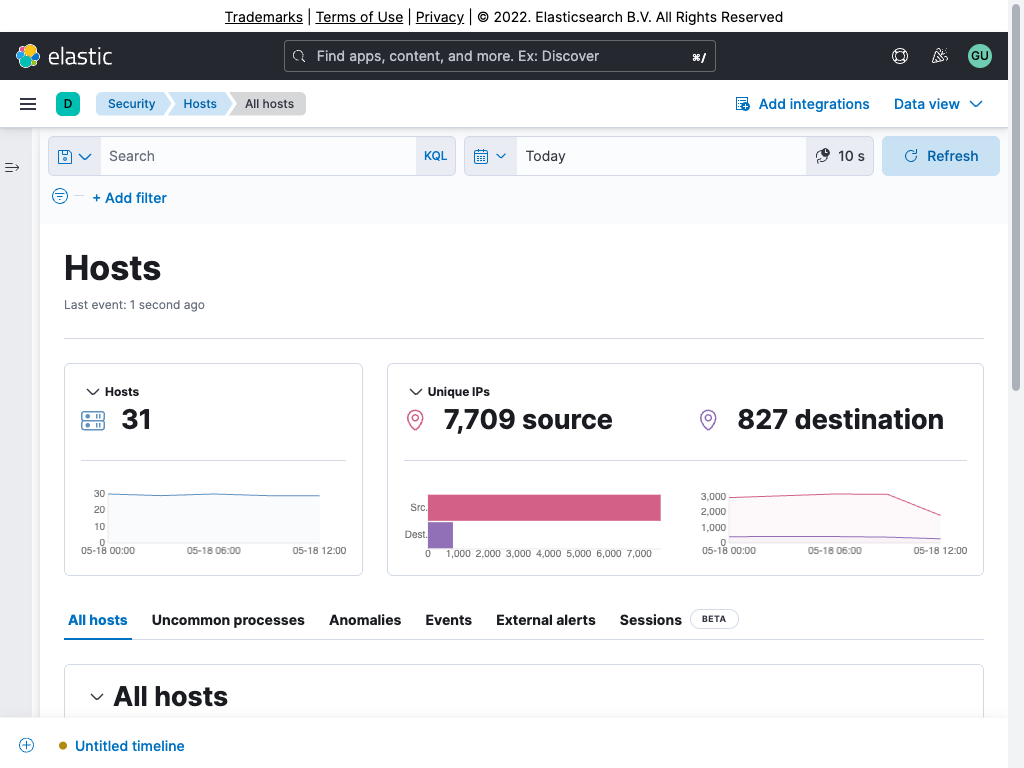 Trademarks | Terms of Use | Privacy | © 2022. Elasticsearch B.V. All Rights Reserved
elastic
Find apps, content, and more. Ex: Discover ⌘/
GU
D
Security Hosts All hosts
Add integrations
Data view
Search KQL
Today
10 s
Refresh
+ Add filter
Hosts
Last event: 1 second ago
Hosts
31
30
20
10
0
05-18 00:00 05-18 06:00 05-18 12:00
Unique IPs
7,709 source
827 destination
Src.
Dest.
0 1,000 2,000 3,000 4,000 5,000 6,000 7,000
3,000
2,000
1,000
0
05-18 00:00 05-18 06:00 05-18 12:00
All hosts Uncommon processes Anomalies Events External alerts Sessions BETA
All hosts
Untitled timeline